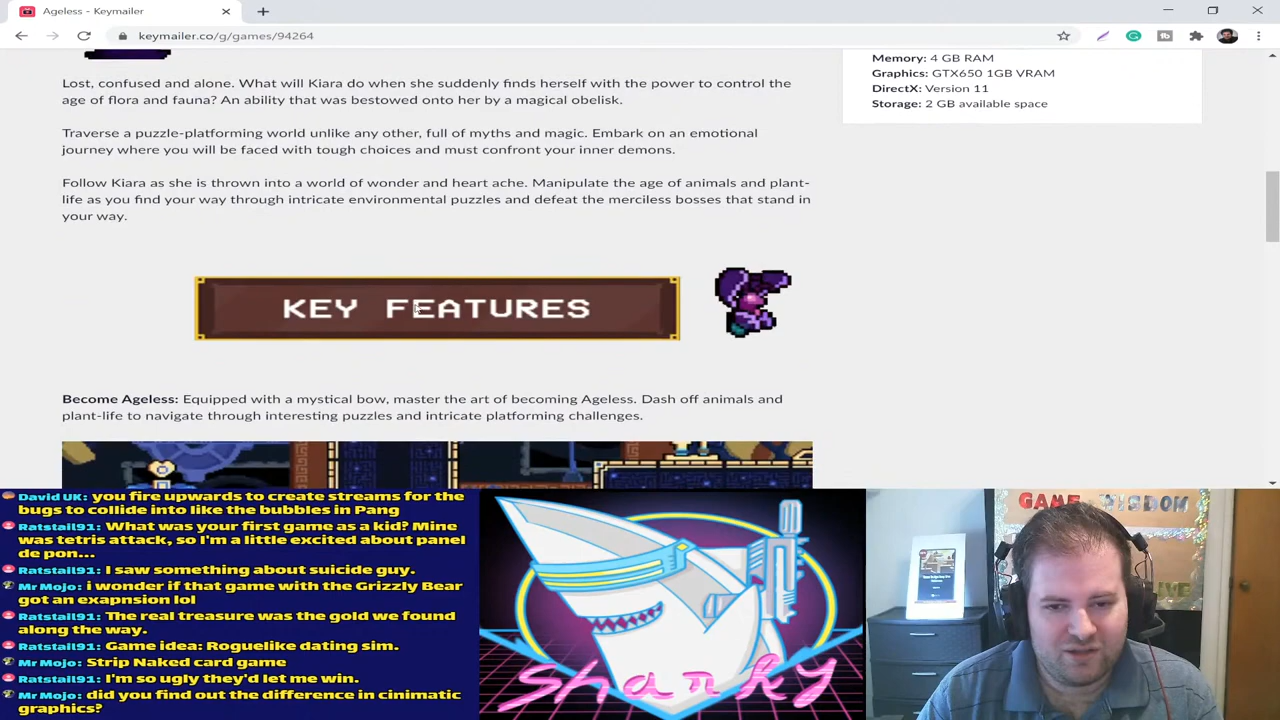 Ageless - Keymailer
keymailer.co/g/games/94264
Memory: 4 GB RAM
Graphics: GTX650 1GB VRAM
DirectX: Version 11
Storage: 2 GB available space
Lost, confused and alone. What will Kiara do when she suddenly finds herself with the power to control the
age of flora and fauna? An ability that was bestowed onto her by a magical obelisk.
Traverse a puzzle-platforming world unlike any other, full of myths and magic. Embark on an emotional
journey where you will be faced with tough choices and must confront your inner demons.
Follow Kiara as she is thrown into a world of wonder and heart ache. Manipulate the age of animals and plant-
life as you find your way through intricate environmental puzzles and defeat the merciless bosses that stand in
your way.
KEY FEATURES
Become Ageless: Equipped with a mystical bow, master the art of becoming Ageless. Dash off animals and
plant-life to navigate through interesting puzzles and intricate platforming challenges.
David UK: you fire upwards to create streams for the
bugs to collide into like the bubbles in Pang
Ratstail91: What was your first game as a kid? Mine
was tetris attack, so I'm a little excited about panel
de pon...
Ratstail91: I saw something about suicide guy.
Mr Mojo: i wonder if that game with the Grizzly Bear
got an exapnsion lol
Ratstail91: The real treasure was the gold we found
along the way.
Ratstail91: Game idea: Roguelike dating sim.
Mr Mojo: Strip Naked card game
Ratstail91: I'm so ugly they'd let me win.
Mr Mojo: did you find out the difference in cinimatic
graphics?
Sharky
GAME WISDOM